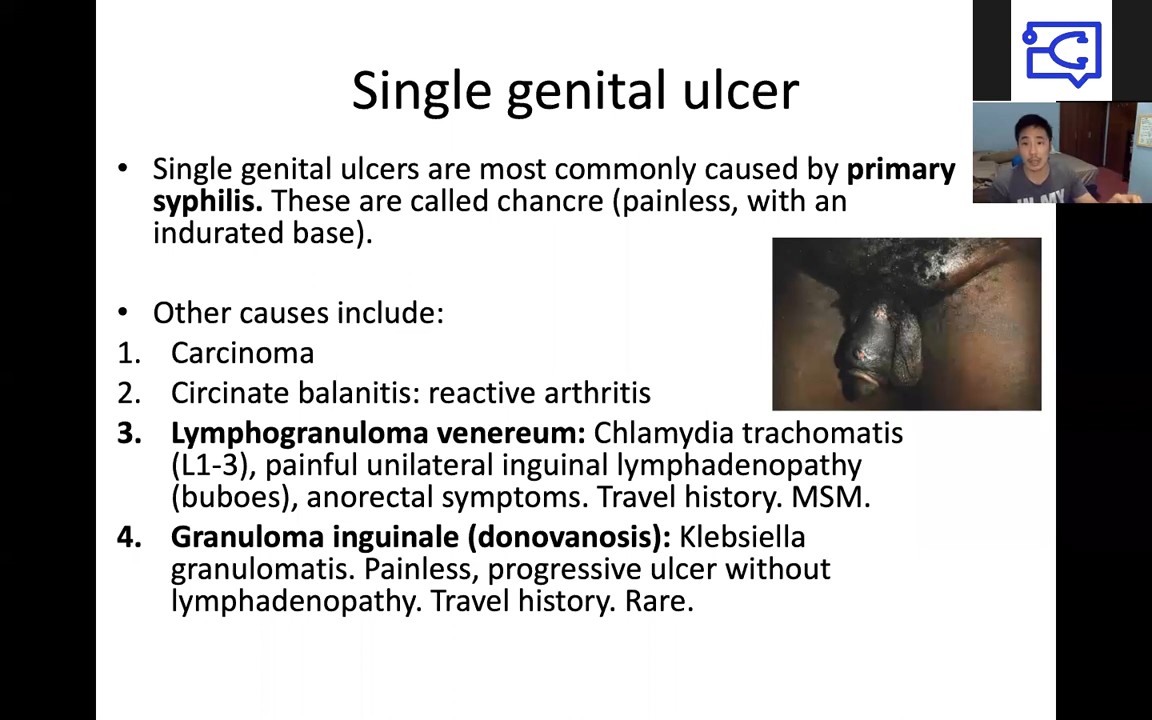 Single genital ulcer
• Single genital ulcers are most commonly caused by primary
syphilis. These are called chancre (painless, with an
indurated base).
• Other causes include:
1. Carcinoma
2. Circinate balanitis: reactive arthritis
3. Lymphogranuloma venereum: Chlamydia trachomatis
(L1-3), painful unilateral inguinal lymphadenopathy
(buboes), anorectal symptoms. Travel history. MSM.
4. Granuloma inguinale (donovanosis): Klebsiella
granulomatis. Painless, progressive ulcer without
lymphadenopathy. Travel history. Rare.